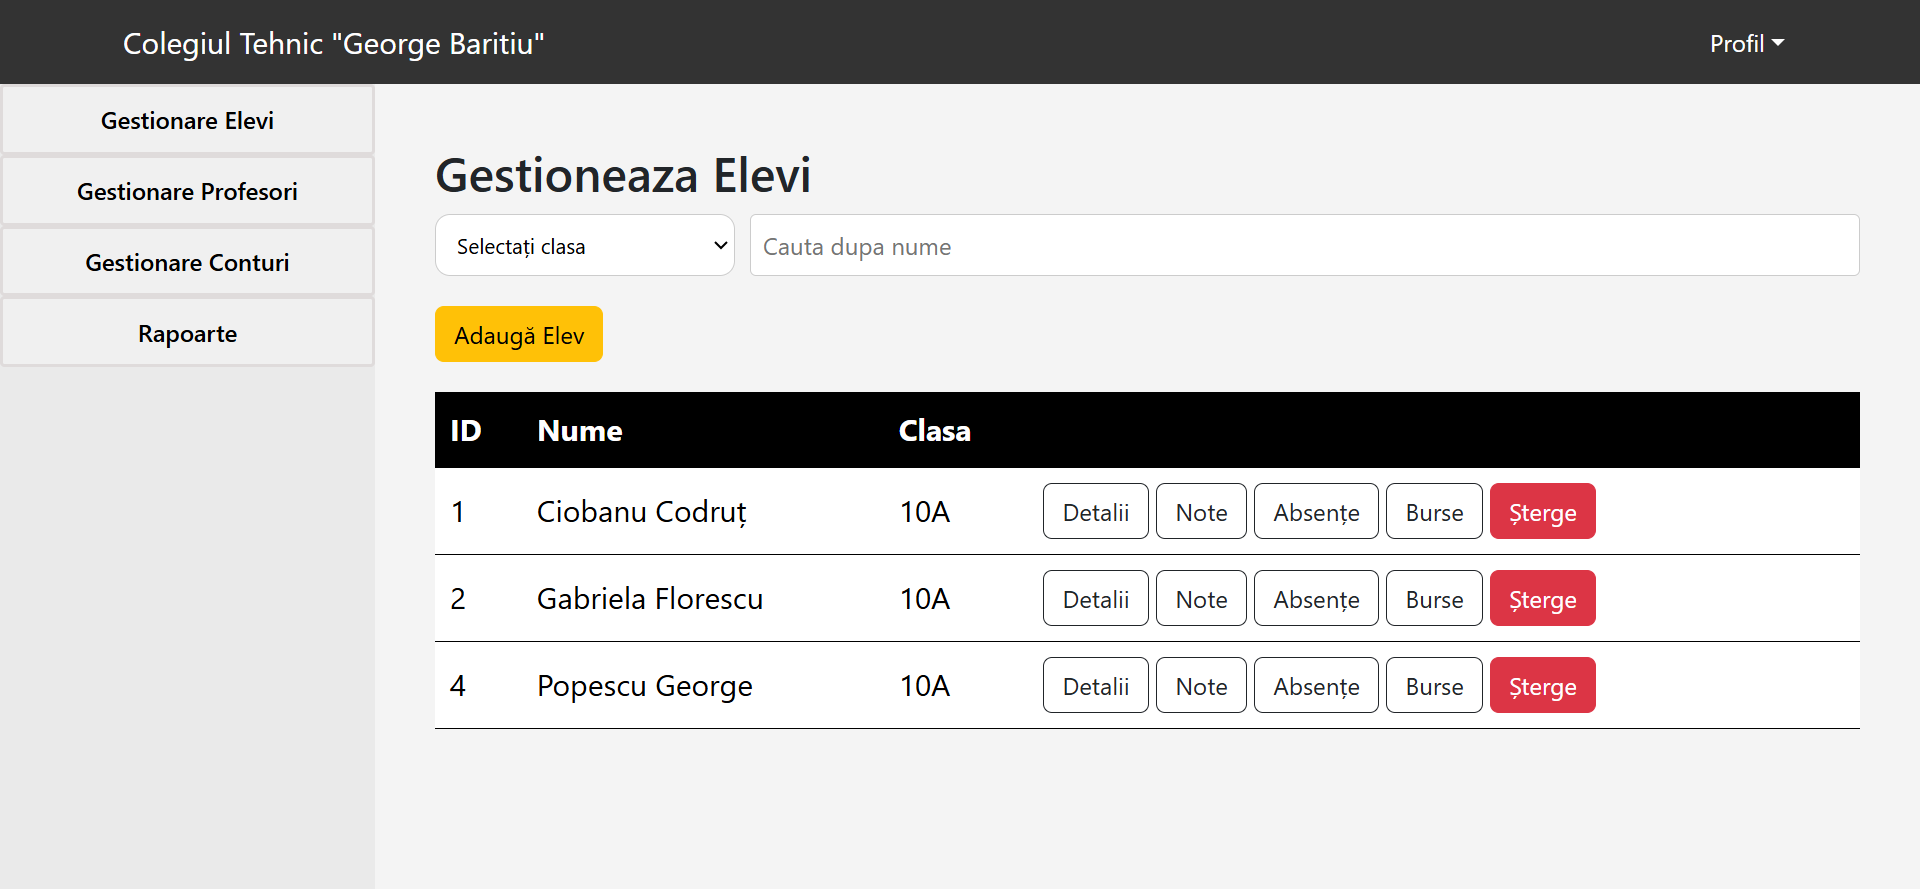 Colegiul Tehnic "George Baritiu" Profil
Gestionare Elevi
Gestionare Profesori
Gestionare Conturi
Rapoarte
Gestioneaza Elevi
Selectați clasa Cauta dupa nume
Adaugă Elev
ID Nume Clasa
1 Ciobanu Codruț 10A Detalii Note Absențe Burse Șterge
2 Gabriela Florescu 10A Detalii Note Absențe Burse Șterge
4 Popescu George 10A Detalii Note Absențe Burse Șterge